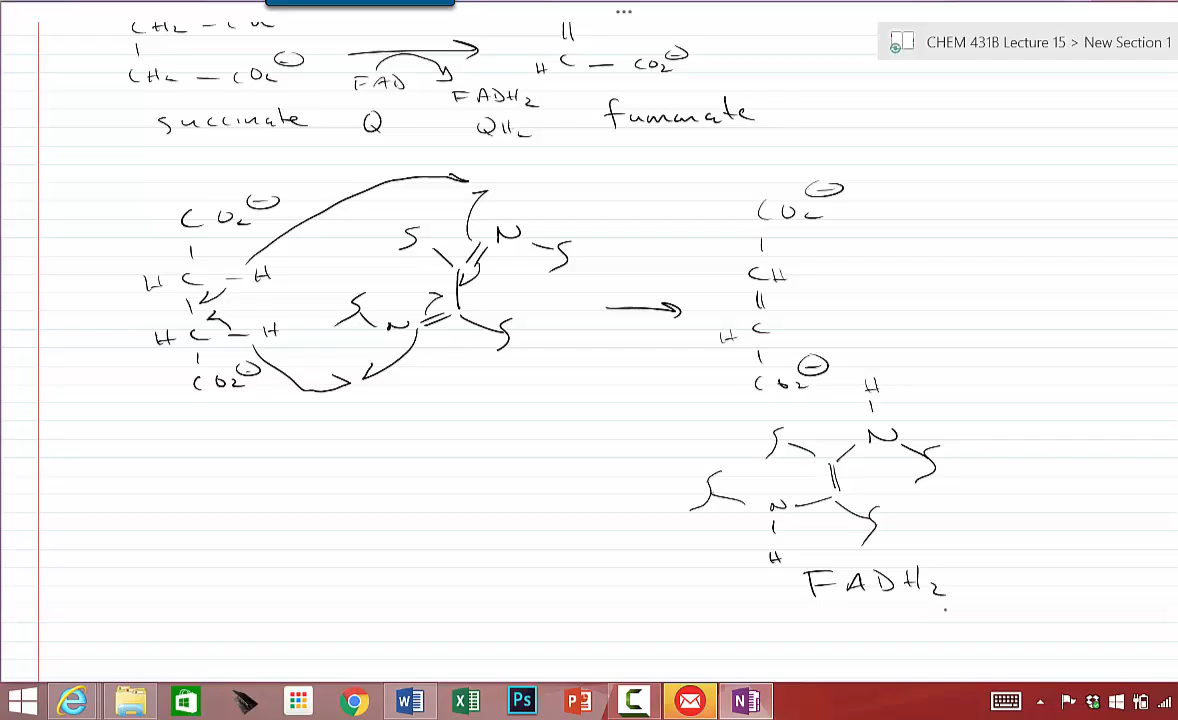 CHEM 431B Lecture 15 > New Section 1
CH2 — CO2 ⊖
H C — CO2 ⊖
FAD
FADH2
succinate Q QH2 fumarate
CO2 ⊖
H C — H
H C — H
CO2 ⊖
N
N
CO2 ⊖
CH
H C
CO2 ⊖
H
N
N
H
FADH2